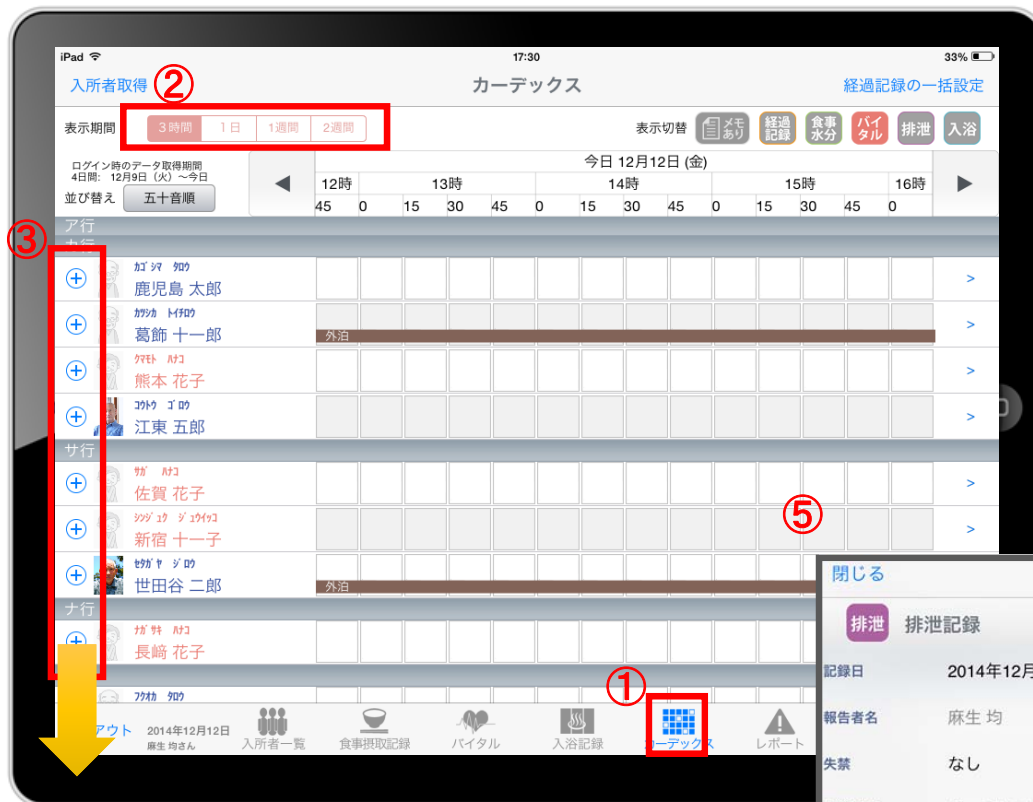 iPad 17:30 33%
入所者取得 ② カーデックス 経過記録の一括設定
表示期間 3時間 1日 1週間 2週間 表示切替 メモあり 経過記録 食事水分 バイタル 排泄 入浴
ログイン時のデータ取得期間
4日間: 12月9日（火）～今日
並び替え 五十音順
◀ 今日 12月12日 (金) ▶
12時 13時 14時 15時 16時
45 0 15 30 45 0 15 30 45 0 15 30 45 0
ア行
③ カ行
ｶｺﾞｼﾏ ﾀﾛｳ
鹿児島 太郎 >
ｶﾂｼｶ ﾄｲﾁﾛｳ
葛飾 十一郎 外泊 >
ｸﾏﾓﾄ ﾊﾅｺ
熊本 花子 >
ｺｳﾄｳ ｺﾞﾛｳ
江東 五郎 >
サ行
ｻｶﾞ ﾊﾅｺ
佐賀 花子 >
ｼﾝｼﾞｭｸ ｼﾞｭｳｲﾁｺ
新宿 十一子 ⑤ >
ｾﾀｶﾞﾔ ｼﾞﾛｳ
世田谷 二郎 外泊
ナ行
ﾅｶﾞｻｷ ﾊﾅｺ
長﨑 花子
ﾌｸｵｶ ﾀﾛｳ
①
アウト 2014年12月12日
麻生 均さん
入所者一覧 食事摂取記録 バイタル 入浴記録 カーデックス レポート
閉じる
排泄 排泄記録
記録日 2014年12月
報告者名 麻生 均
失禁 なし